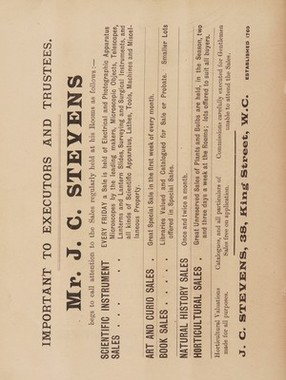 IMPORTANT TO EXECUTORS AND TRUSTEES.
Mr. J. C. STEVENS
begs to call attention to the Sales regularly held at his Rooms as follows:—
SCIENTIFIC INSTRUMENT SALES . . . . EVERY FRIDAY a Sale is held of Electrical and Photographic Apparatus
Microscopes by the leading makers, Microscopic Objects, Telescopes,
Lanterns and Lantern Slides, Surveying and Surgical Instruments, and
all kinds of Scientific Apparatus, Lathes, Tools, Machines and Miscel-
laneous Property.
ART AND CURIO SALES . Great Special Sale in the first week of every month.
BOOK SALES . . . . . Libraries Valued and Catalogued for Sale or Probate. Smaller Lots
offered in Special Sales.
NATURAL HISTORY SALES Once and twice a month.
HORTICULTURAL SALES . Great Unreserved Sales of Plants and Bulbs are held, in the Season, two
and three days a week at the Rooms; lots offered to suit all buyers.
Horticultural Valuations made for all purposes.
Catalogues, and all particulars of Sales free on application.
Commissions carefully executed for Gentlemen unable to attend the Sales.
J. C. STEVENS, 38, King Street, W.C. ESTABLISHED 1760